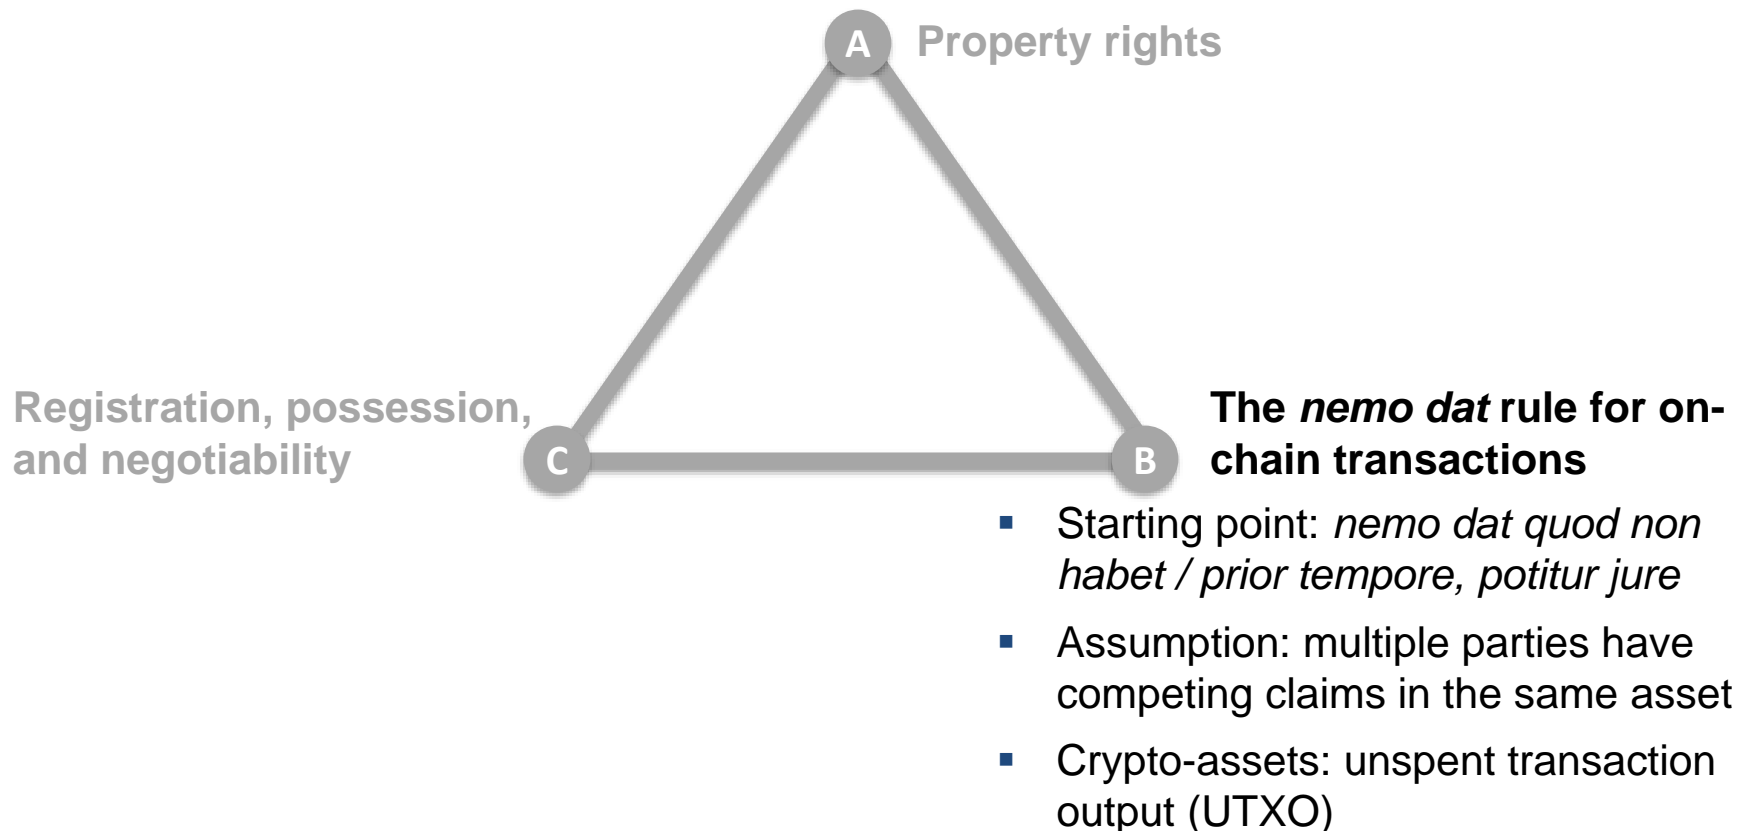 A
Property rights
Registration, possession,
and negotiability
C
B
The nemo dat rule for on-
chain transactions
▪ Starting point: nemo dat quod non
habet / prior tempore, potitur jure
▪ Assumption: multiple parties have
competing claims in the same asset
▪ Crypto-assets: unspent transaction
output (UTXO)